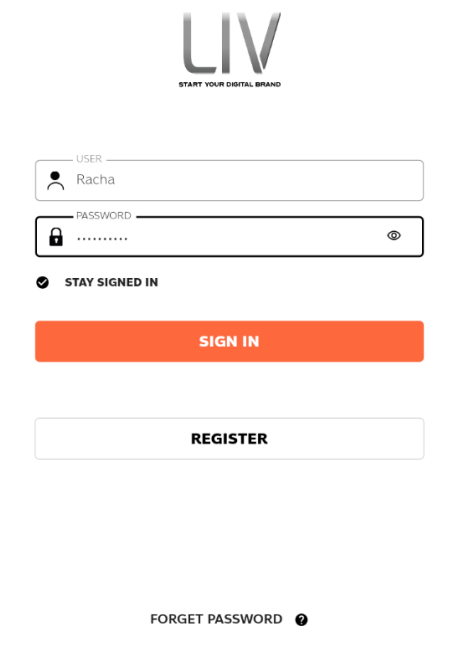 LIV
START YOUR DIGITAL BRAND
USER
Racha
PASSWORD
••••••••••
STAY SIGNED IN
SIGN IN
REGISTER
FORGET PASSWORD ?